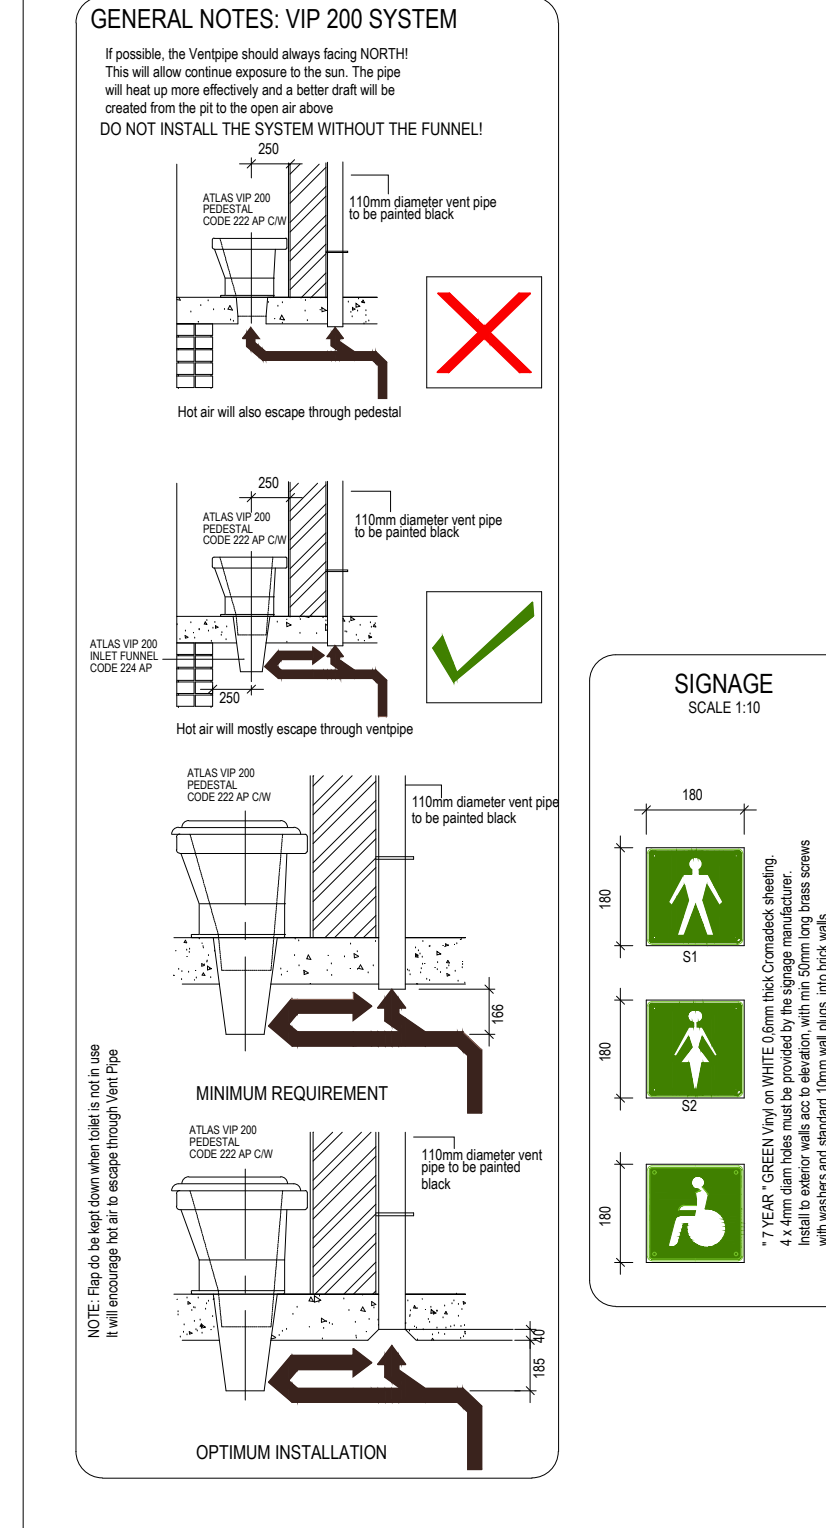 GENERAL NOTES: VIP 200 SYSTEM
If possible, the Ventpipe should always facing NORTH!
This will allow continue exposure to the sun. The pipe
will heat up more effectively and a better draft will be
created from the pit to the open air above
DO NOT INSTALL THE SYSTEM WITHOUT THE FUNNEL!
250
ATLAS VIP 200
PEDESTAL
CODE 222 AP C/W
110mm diameter vent pipe
to be painted black
Hot air will also escape through pedestal
250
ATLAS VIP 200
PEDESTAL
CODE 222 AP C/W
110mm diameter vent pipe
to be painted black
ATLAS VIP 200
INLET FUNNEL
CODE 224 AP
250
Hot air will mostly escape through ventpipe
ATLAS VIP 200
PEDESTAL
CODE 222 AP C/W
110mm diameter vent pipe
to be painted black
166
MINIMUM REQUIREMENT
ATLAS VIP 200
PEDESTAL
CODE 222 AP C/W
110mm diameter vent
pipe to be painted
black
40
185
OPTIMUM INSTALLATION
NOTE: Flap do be kept down when toilet is not in use
It will encourage hot air to escape through Vent Pipe
SIGNAGE
SCALE 1:10
180
180
S1
180
S2
180
" 7 YEAR " GREEN Vinyl on WHITE 0,6mm thick Cromadeck sheeting.
4 x 4mm diam holes must be provided by the signage manufacturer.
Install to exterior walls acc to elevation, with min 50mm long brass screws
with washers and standard 10mm wall plugs, into brick walls